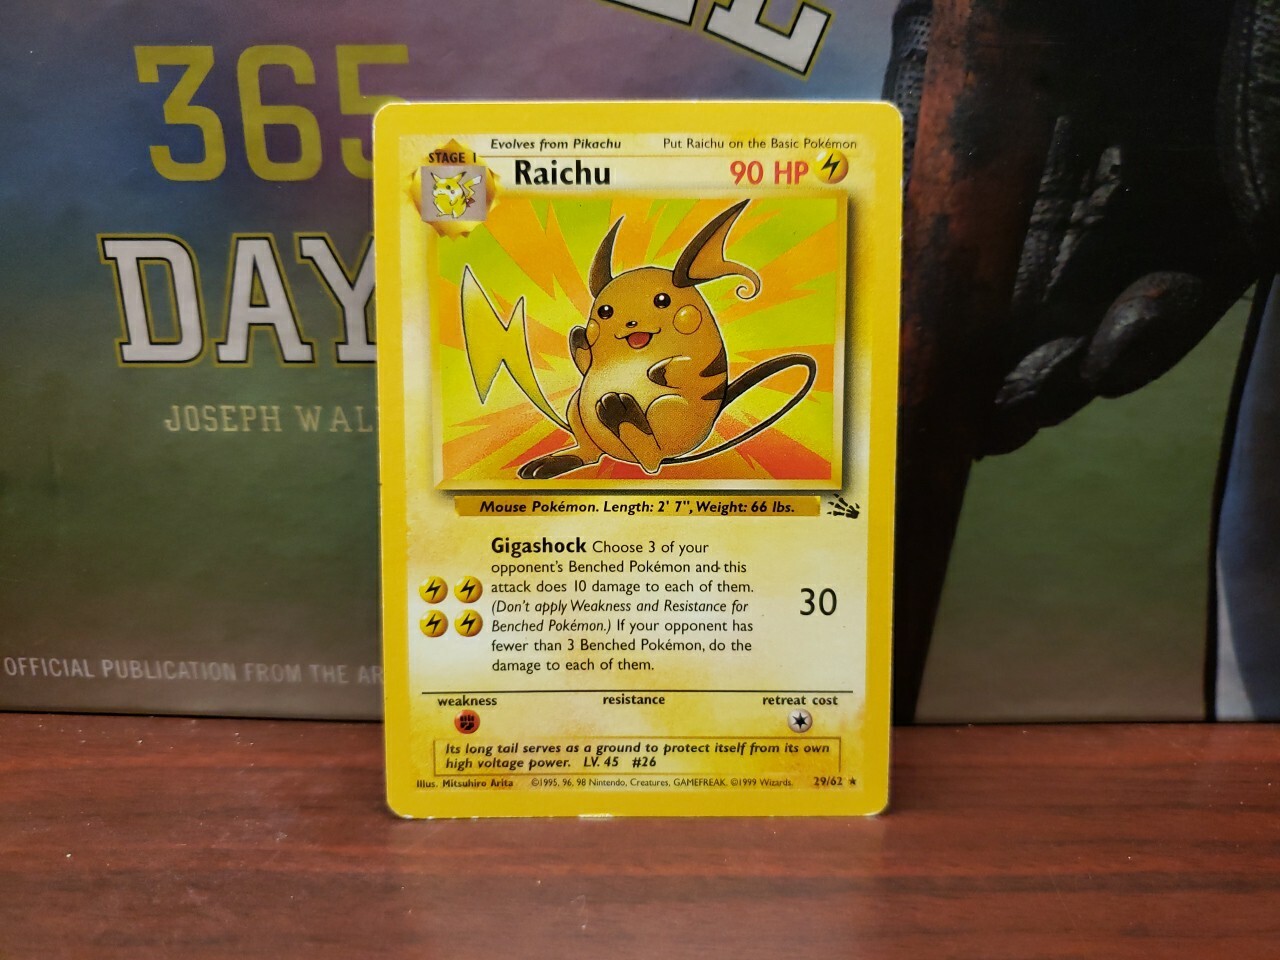 365
DAY
JOSEPH WAL
OFFICIAL PUBLICATION FROM THE AR
Evolves from Pikachu Put Raichu on the Basic Pokémon
STAGE 1
Raichu 90 HP
Mouse Pokémon. Length: 2' 7", Weight: 66 lbs.
Gigashock Choose 3 of your
opponent's Benched Pokémon and this
attack does 10 damage to each of them.
30
(Don't apply Weakness and Resistance for
Benched Pokémon.) If your opponent has
fewer than 3 Benched Pokémon, do the
damage to each of them.
weakness resistance retreat cost
Its long tail serves as a ground to protect itself from its own
high voltage power. LV. 45 #26
Illus. Mitsuhiro Arita ©1995, 96, 98 Nintendo, Creatures, GAMEFREAK. ©1999 Wizards. 29/62 ★